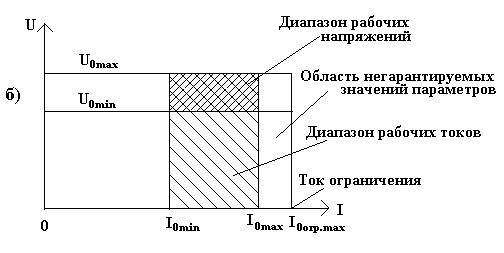 U
Диапазон рабочих
напряжений
U0max
Область негарантируемых
значений параметров
б)
U0min
Диапазон рабочих токов
Ток ограничения
0
I0min
I0max
I0огр.max
I